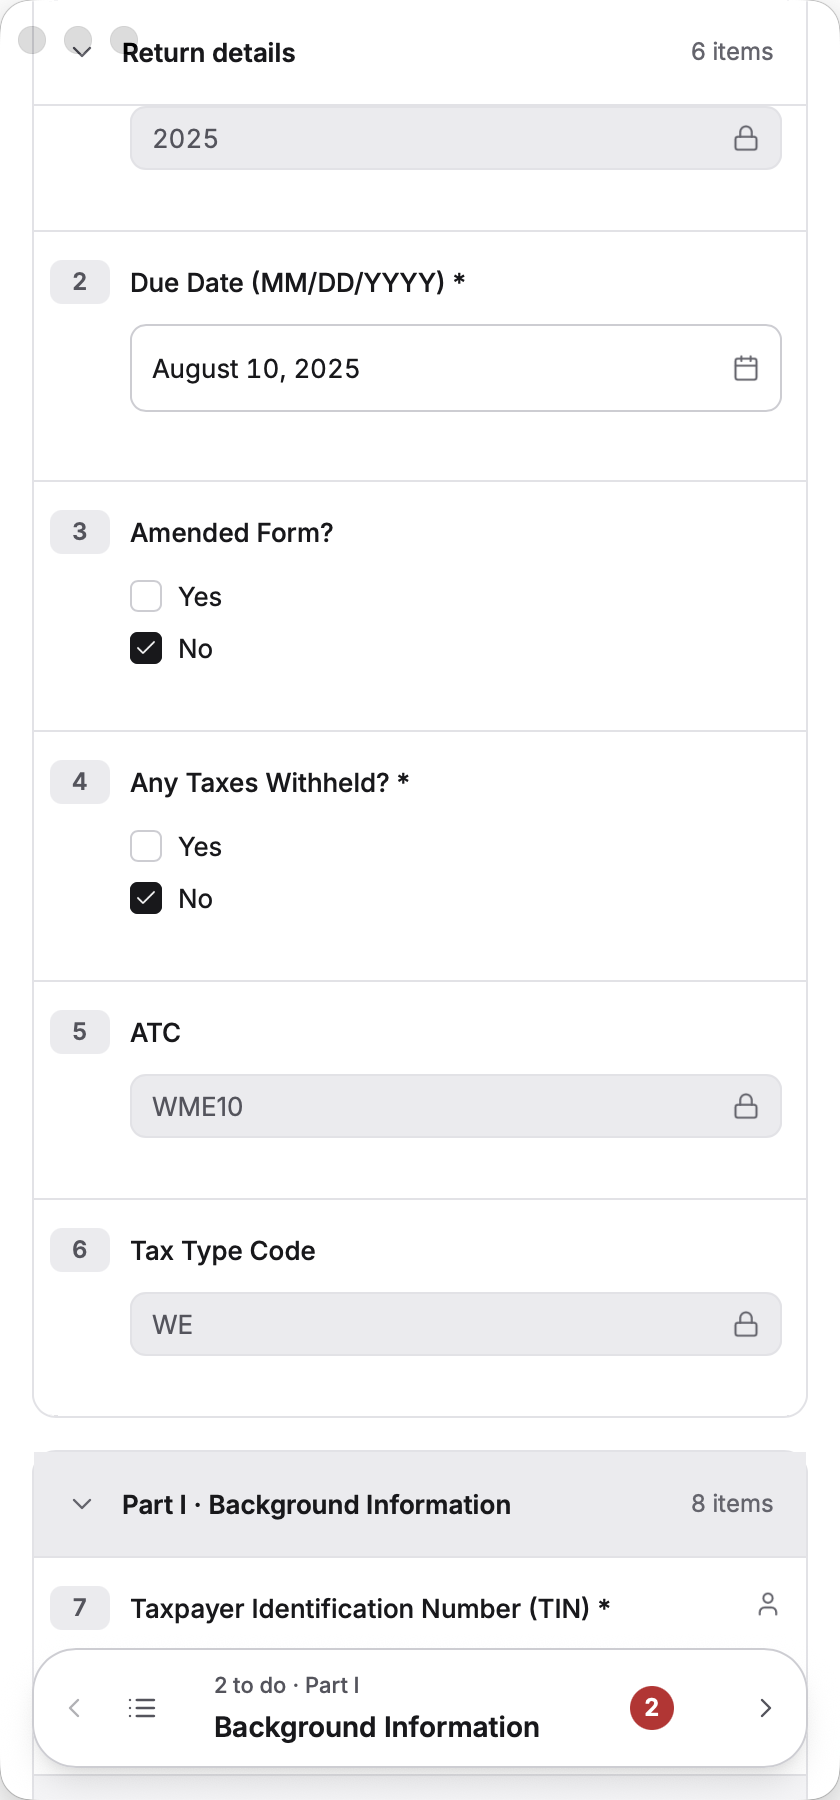 Return details
6 items
2025
2
Due Date (MM/DD/YYYY) *
August 10, 2025
3
Amended Form?
Yes
No
4
Any Taxes Withheld? *
Yes
No
5
ATC
WME10
6
Tax Type Code
WE
Part I · Background Information
8 items
7
Taxpayer Identification Number (TIN) *
2 to do · Part I
Background Information
2